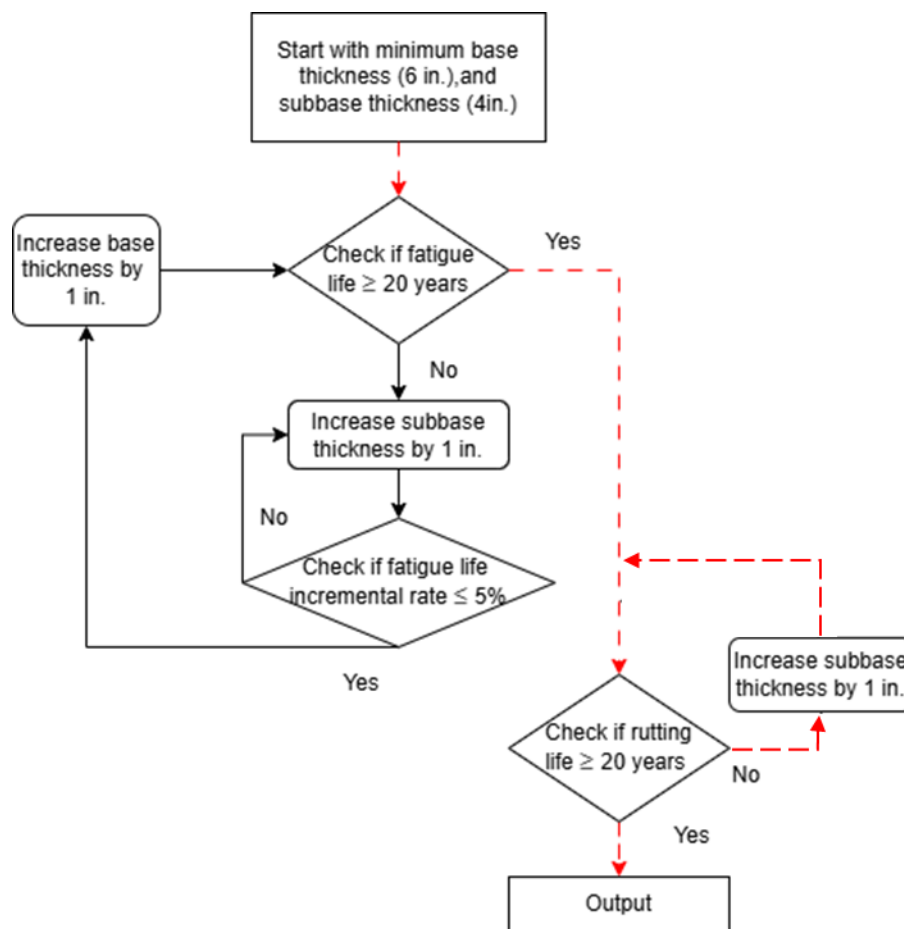 Start with minimum base
thickness (6 in.),and
subbase thickness (4in.)
Increase base
thickness by
1 in.
Check if fatigue
life ≥ 20 years
Yes
No
Increase subbase
thickness by 1 in.
No
Check if fatigue life
incremental rate ≤ 5%
Yes
Increase subbase
thickness by 1 in.
Check if rutting
life ≥ 20 years
No
Yes
Output